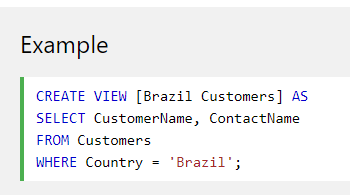 Example
CREATE VIEW [Brazil Customers] AS
SELECT CustomerName, ContactName
FROM Customers
WHERE Country = 'Brazil';